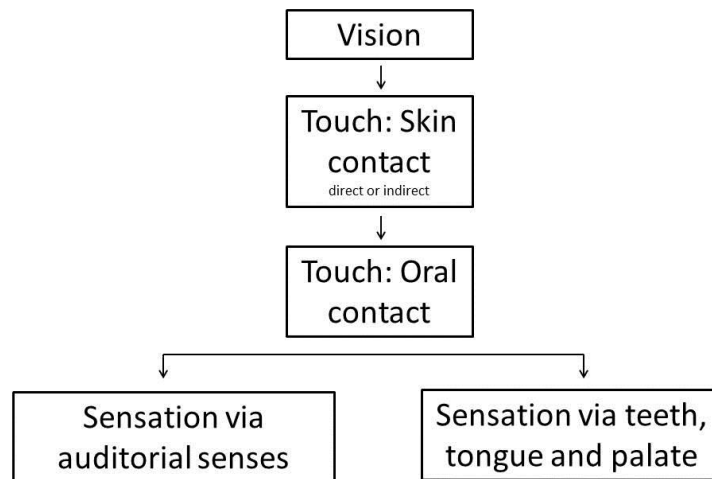 Vision
Touch: Skin
contact
direct or indirect
Touch: Oral
contact
Sensation via
auditorial senses
Sensation via teeth,
tongue and palate